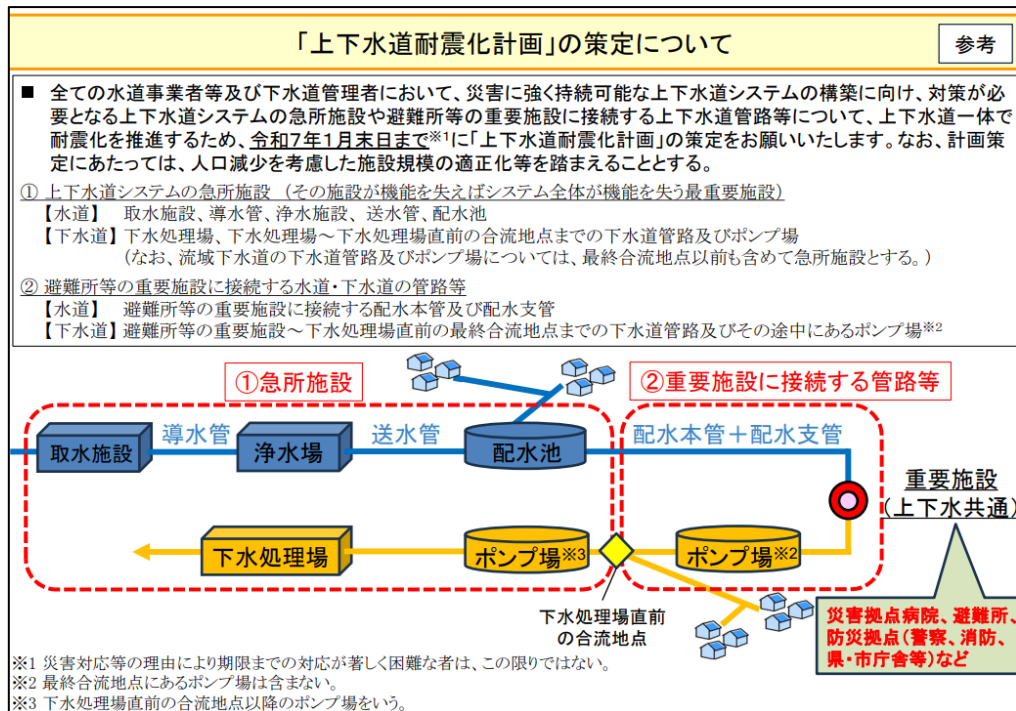 「上下水道耐震化計画」の策定について
参考
■ 全ての水道事業者等及び下水道管理者において、災害に強く持続可能な上下水道システムの構築に向け、対策が必
要となる上下水道システムの急所施設や避難所等の重要施設に接続する上下水道管路等について、上下水道一体で
耐震化を推進するため、令和7年1月末日まで※1に「上下水道耐震化計画」の策定をお願いいたします。なお、計画策
定にあたっては、人口減少を考慮した施設規模の適正化等を踏まえることとする。
① 上下水道システムの急所施設 (その施設が機能を失えばシステム全体が機能を失う最重要施設)
【水道】 取水施設、導水管、浄水施設、送水管、配水池
【下水道】下水処理場、下水処理場～下水処理場直前の合流地点までの下水道管路及びポンプ場
(なお、流域下水道の下水道管路及びポンプ場については、最終合流地点以前も含めて急所施設とする。)
② 避難所等の重要施設に接続する水道・下水道の管路等
【水道】 避難所等の重要施設に接続する配水本管及び配水支管
【下水道】避難所等の重要施設～下水処理場直前の最終合流地点までの下水道管路及びその途中にあるポンプ場※2
①急所施設
②重要施設に接続する管路等
取水施設
導水管
浄水場
送水管
配水池
配水本管＋配水支管
重要施設
(上下水共通)
下水処理場
ポンプ場※3
ポンプ場※2
下水処理場直前
の合流地点
災害拠点病院、避難所、
防災拠点(警察、消防、
県・市庁舎等)など
※1 災害対応等の理由により期限までの対応が著しく困難な者は、この限りではない。
※2 最終合流地点にあるポンプ場は含まない。
※3 下水処理場直前の合流地点以降のポンプ場をいう。